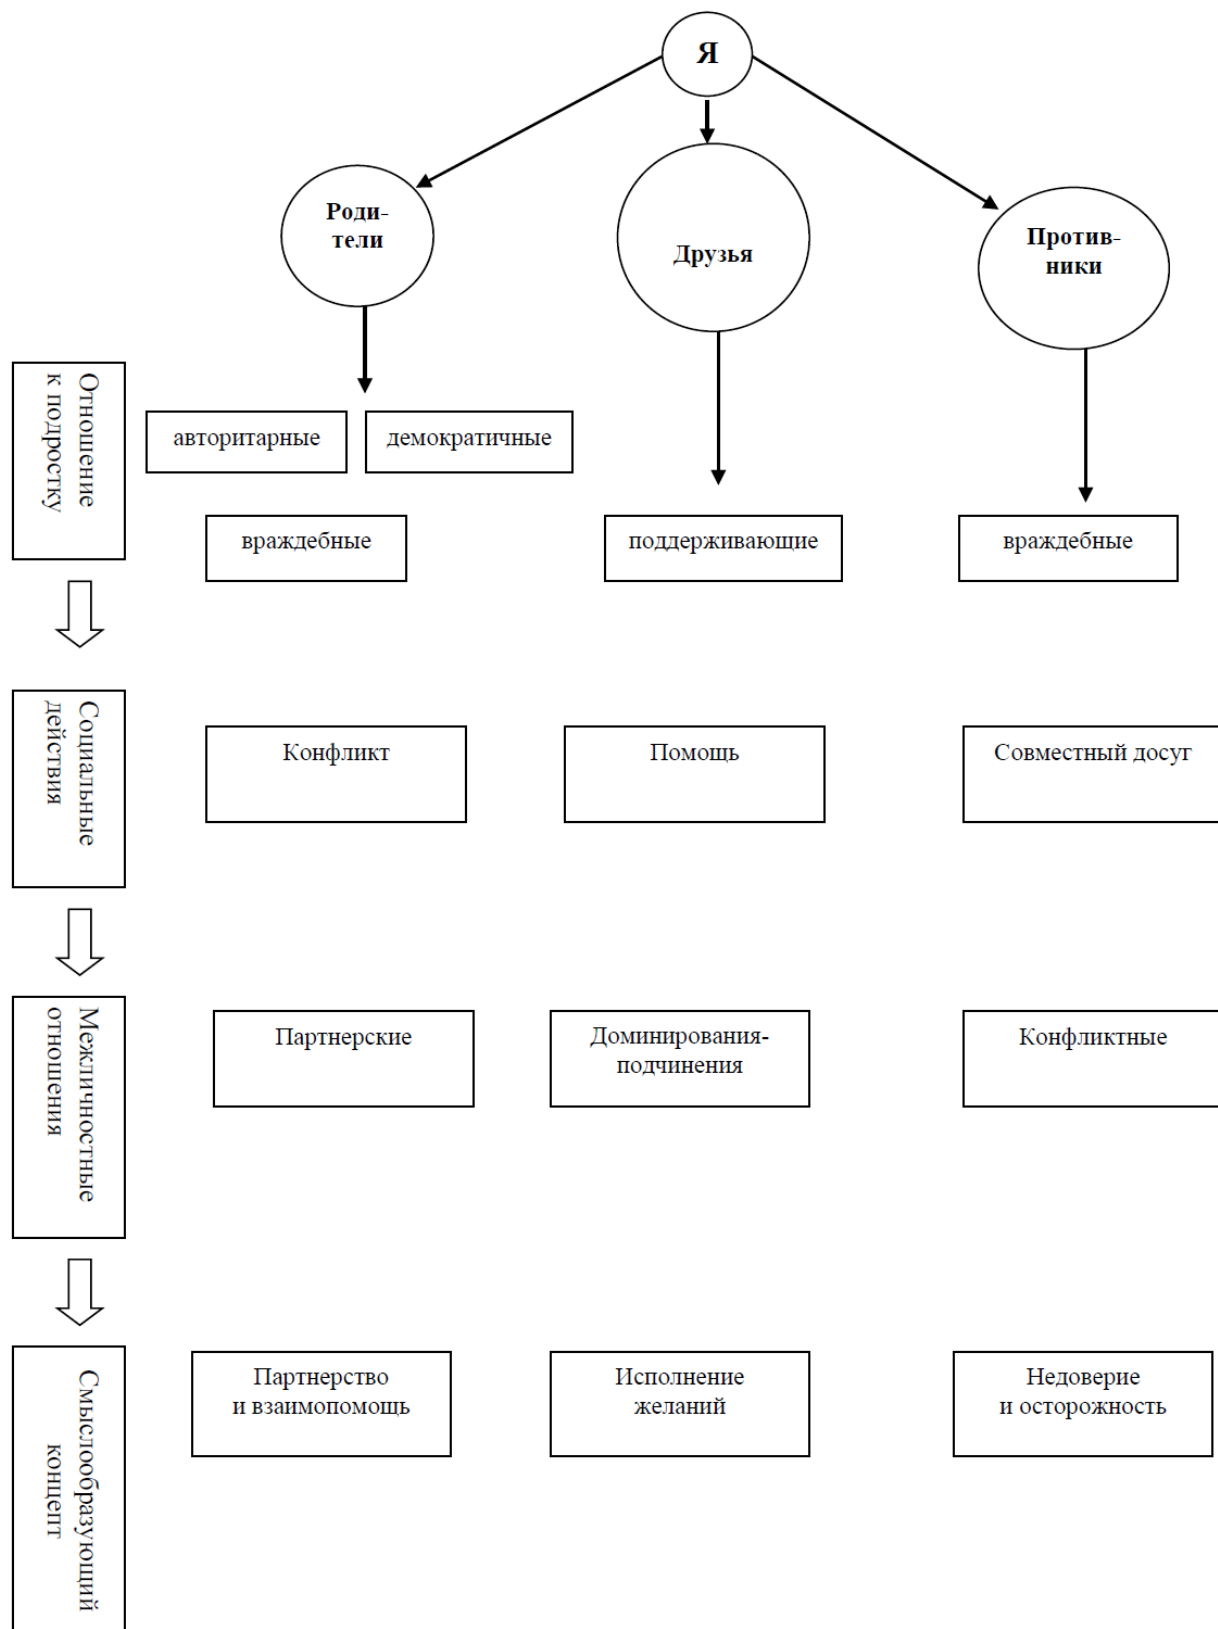 Я
Роди-
тели
Друзья
Против-
ники
Отношение
к подростку
авторитарные
демократичные
враждебные
поддерживающие
враждебные
Социальные
действия
Конфликт
Помощь
Совместный досуг
Межличностные
отношения
Партнерские
Доминирования-
подчинения
Конфликтные
Смыслообразующий
концепт
Партнерство
и взаимопомощь
Исполнение
желаний
Недоверие
и осторожность